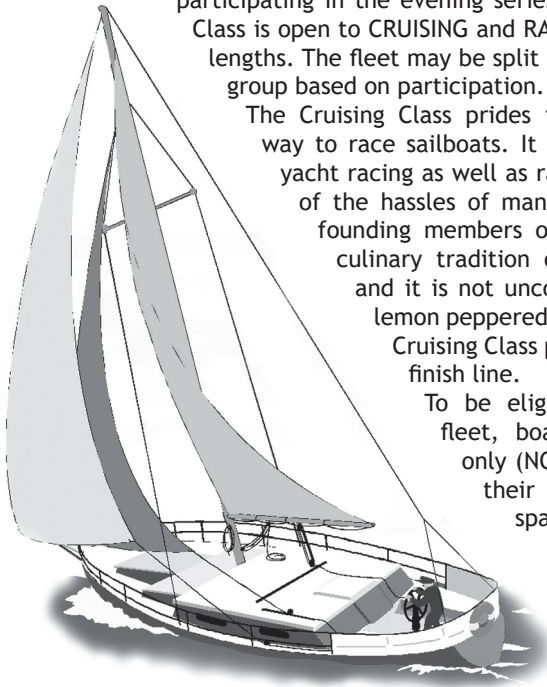 participating in the evening series
Class is open to CRUISING and RA
lengths. The fleet may be split
group based on participation.
The Cruising Class prides
way to race sailboats. It
yacht racing as well as ra
of the hassles of man
founding members o
culinary tradition
and it is not unco
lemon peppered
Cruising Class p
finish line.
To be elig
fleet, boa
only (NO
their
spa